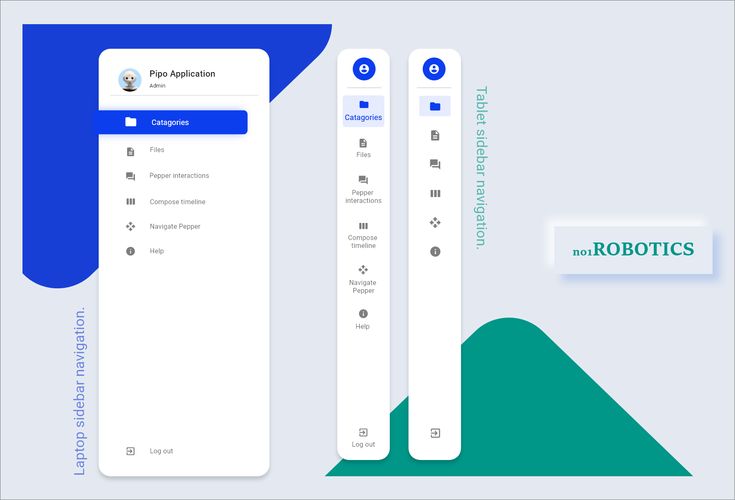 Pipo Application
Admin
Catagories
Files
Pepper interactions
Compose timeline
Navigate Pepper
Help
Log out
Laptop sidebar navigation.
Catagories
Files
Pepper
interactions
Compose
timeline
Navigate
Pepper
Help
Log out
Tablet sidebar navigation.
no1ROBOTICS